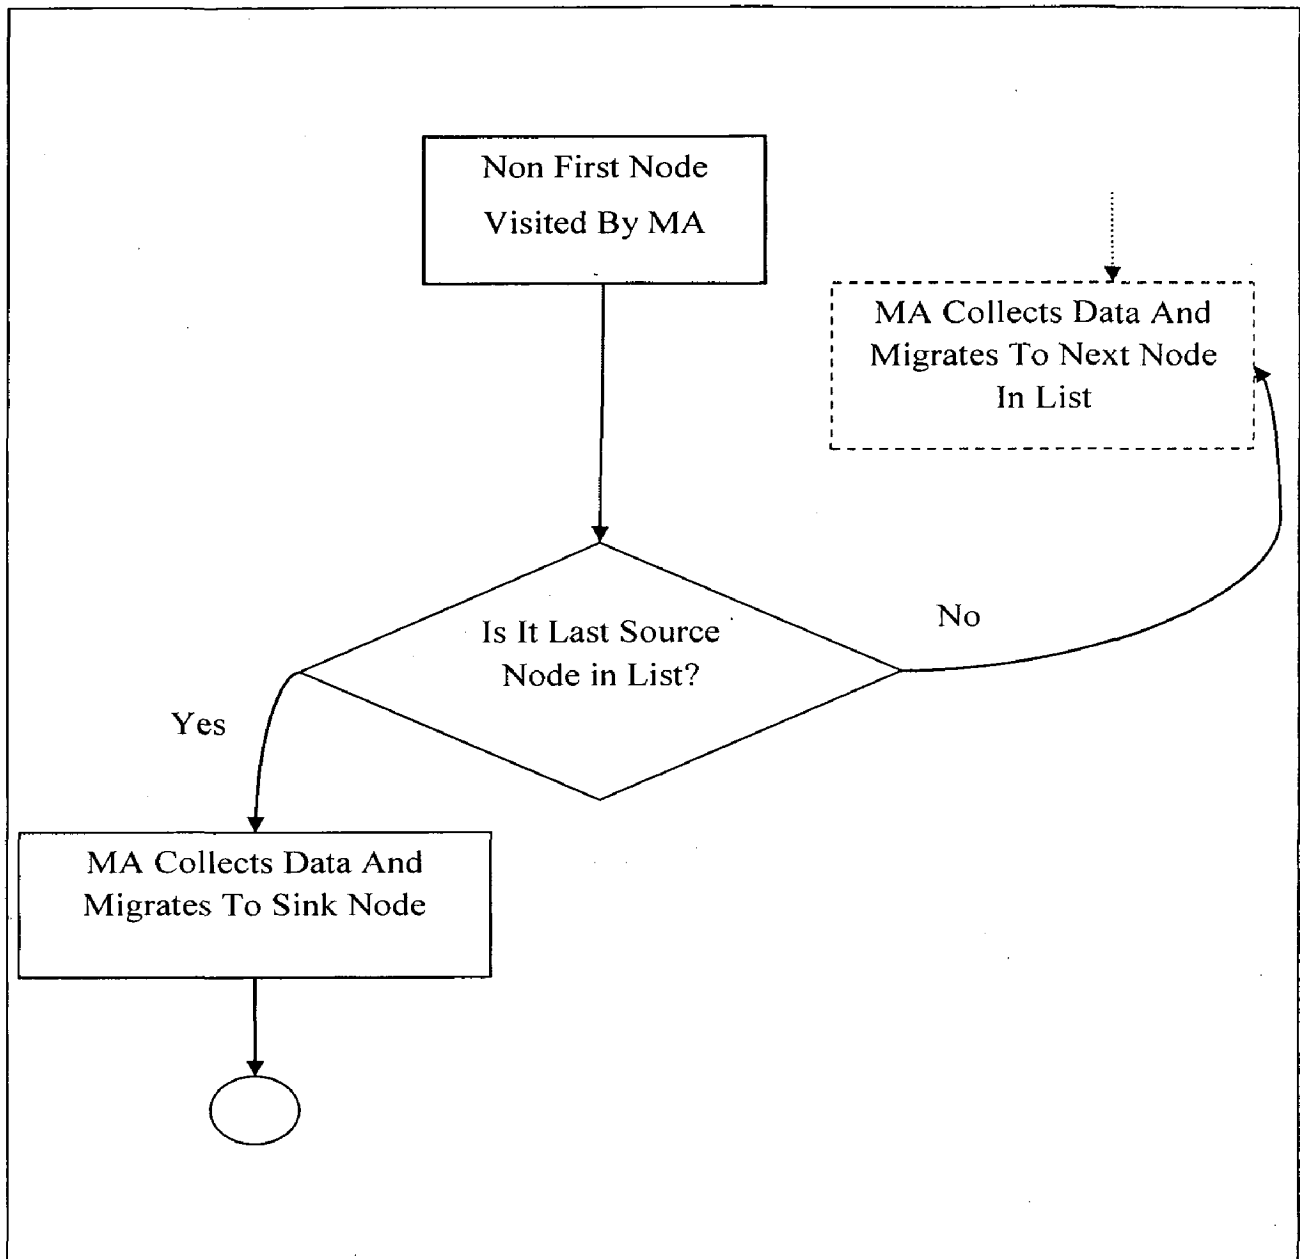 Non First Node
Visited By MA
MA Collects Data And
Migrates To Next Node
In List
Is It Last Source
Node in List?
No
Yes
MA Collects Data And
Migrates To Sink Node